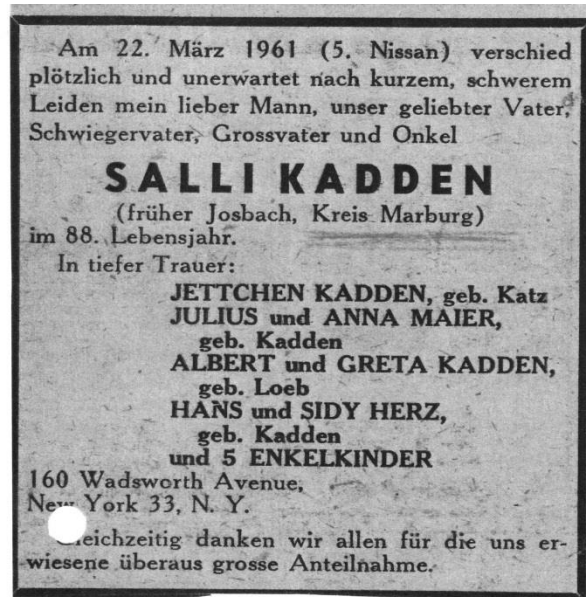 Am 22. März 1961 (5. Nissan) verschied
plötzlich und unerwartet nach kurzem, schwerem
Leiden mein lieber Mann, unser geliebter Vater,
Schwiegervater, Grossvater und Onkel
SALLI KADDEN
(früher Josbach, Kreis Marburg)
im 88. Lebensjahr.
In tiefer Trauer:
JETTCHEN KADDEN, geb. Katz
JULIUS und ANNA MAIER,
geb. Kadden
ALBERT und GRETA KADDEN,
geb. Loeb
HANS und SIDY HERZ,
geb. Kadden
und 5 ENKELKINDER
160 Wadsworth Avenue,
New York 33, N. Y.
Gleichzeitig danken wir allen für die uns er-
wiesene überaus grosse Anteilnahme.